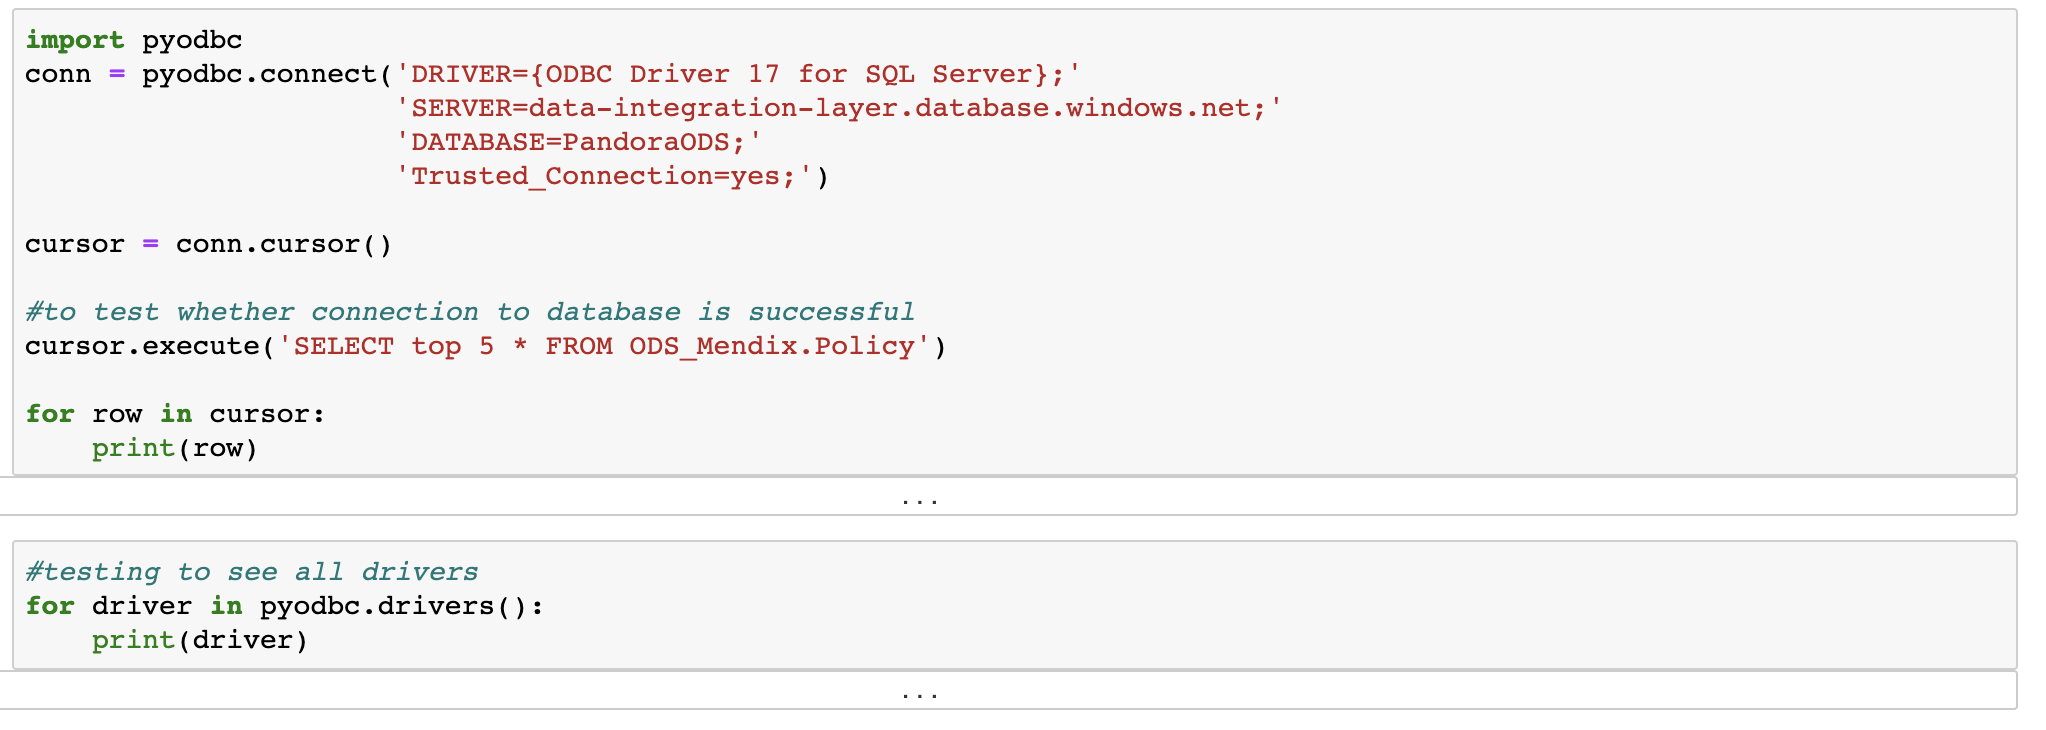 import pyodbc
conn = pyodbc.connect('DRIVER={ODBC Driver 17 for SQL Server};'
                      'SERVER=data-integration-layer.database.windows.net;'
                      'DATABASE=PandoraODS;'
                      'Trusted_Connection=yes;')
cursor = conn.cursor()
#to test whether connection to database is successful
cursor.execute('SELECT top 5 * FROM ODS_Mendix.Policy')
for row in cursor:
    print(row)
...
#testing to see all drivers
for driver in pyodbc.drivers():
    print(driver)
...